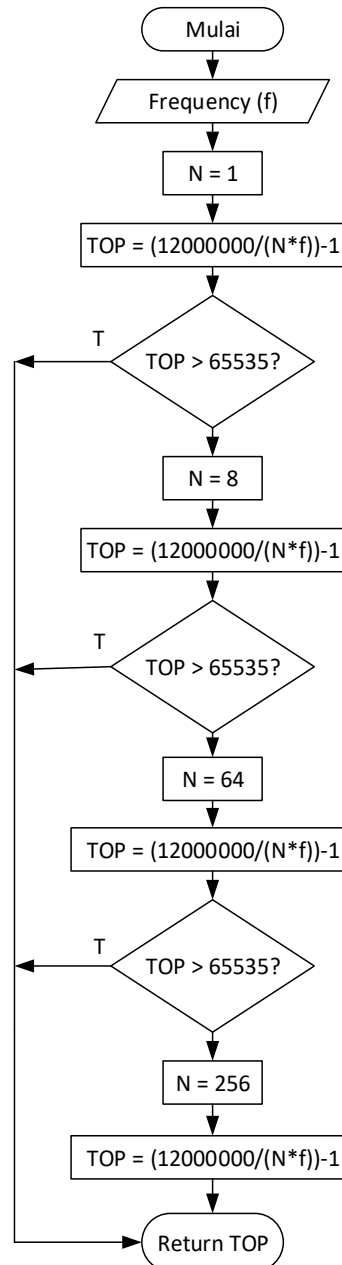 Mulai
Frequency (f)
N = 1
TOP = (12000000/(N*f))-1
T
TOP > 65535?
N = 8
TOP = (12000000/(N*f))-1
T
TOP > 65535?
N = 64
TOP = (12000000/(N*f))-1
T
TOP > 65535?
N = 256
TOP = (12000000/(N*f))-1
Return TOP